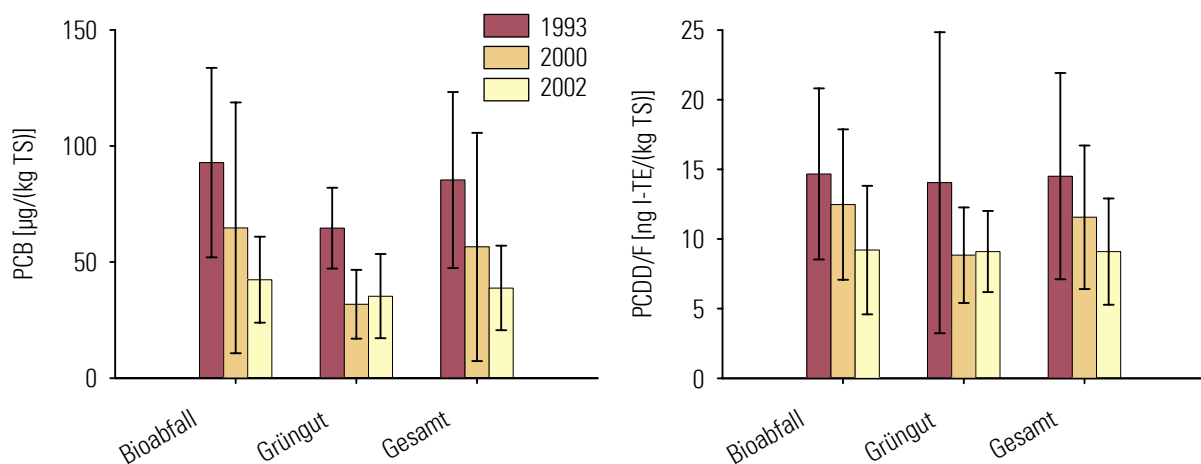 PCB [µg/(kg TS)]
150
100
50
0
1993
2000
2002
Bioabfall
Grüngut
Gesamt
PCDD/F [ng I-TE/(kg TS)]
25
20
15
10
5
0
Bioabfall
Grüngut
Gesamt